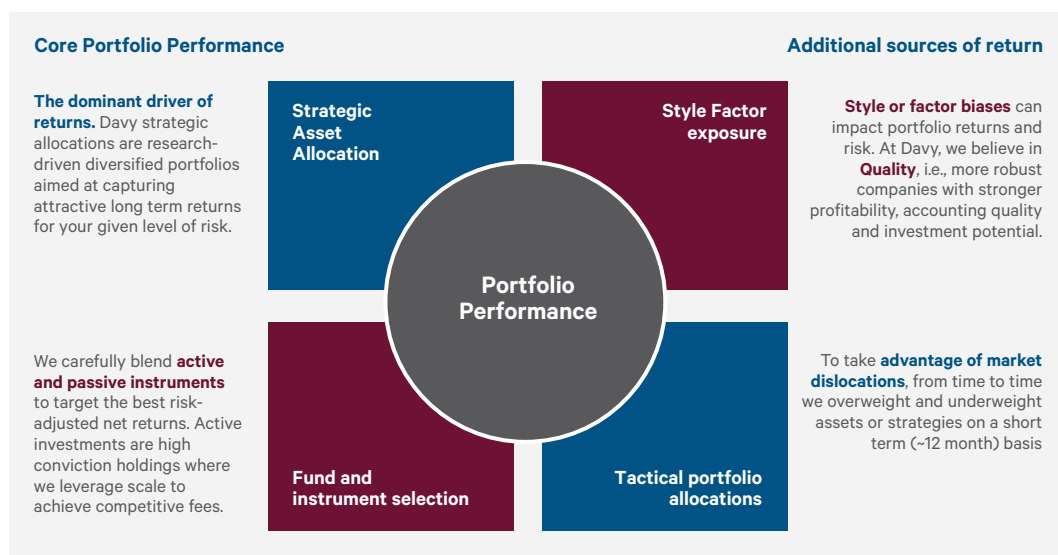 Core Portfolio Performance
Additional sources of return
The dominant driver of
returns. Davy strategic
allocations are research-
driven diversified portfolios
aimed at capturing
attractive long term returns
for your given level of risk.
Strategic
Asset
Allocation
Style Factor
exposure
Style or factor biases can
impact portfolio returns and
risk. At Davy, we believe in
Quality, i.e., more robust
companies with stronger
profitability, accounting quality
and investment potential.
Portfolio
Performance
We carefully blend active
and passive instruments
to target the best risk-
adjusted net returns. Active
investments are high
conviction holdings where
we leverage scale to
achieve competitive fees.
Fund and
instrument selection
Tactical portfolio
allocations
To take advantage of market
dislocations, from time to time
we overweight and underweight
assets or strategies on a short
term (~12 month) basis